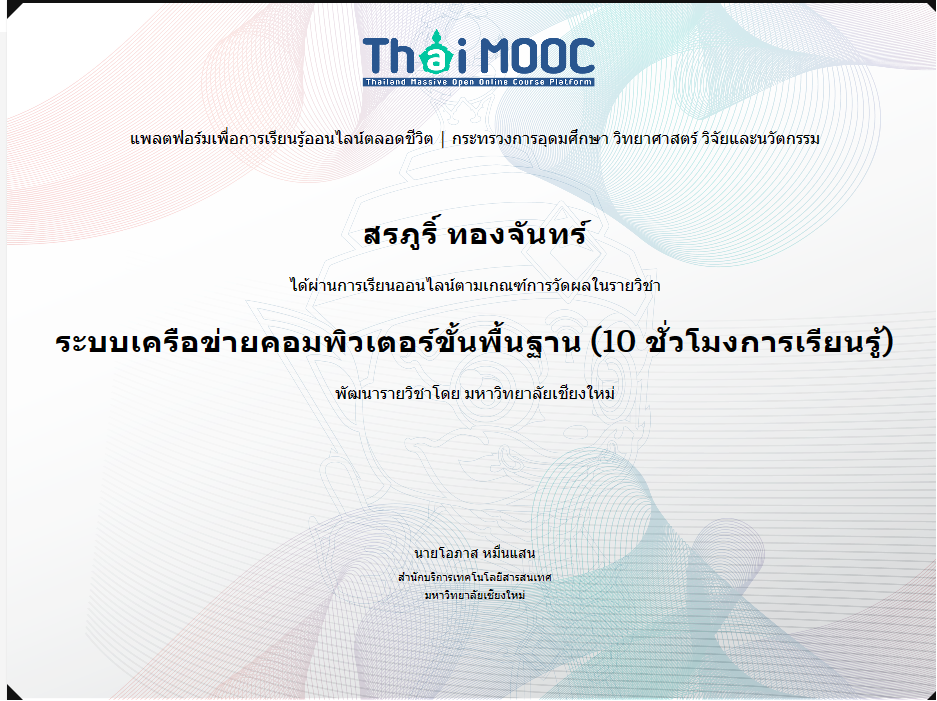 Thai MOOC
Thailand Massive Open Online Course Platform
แพลตฟอร์มเพื่อการเรียนรู้ออนไลน์ตลอดชีวิต | กระทรวงการอุดมศึกษา วิทยาศาสตร์ วิจัยและนวัตกรรม
สรภูริ์ ทองจันทร์
ได้ผ่านการเรียนออนไลน์ตามเกณฑ์การวัดผลในรายวิชา
ระบบเครือข่ายคอมพิวเตอร์ขั้นพื้นฐาน (10 ชั่วโมงการเรียนรู้)
พัฒนารายวิชาโดย มหาวิทยาลัยเชียงใหม่
นายโอภาส หมื่นแสน
สำนักบริการเทคโนโลยีสารสนเทศ
มหาวิทยาลัยเชียงใหม่